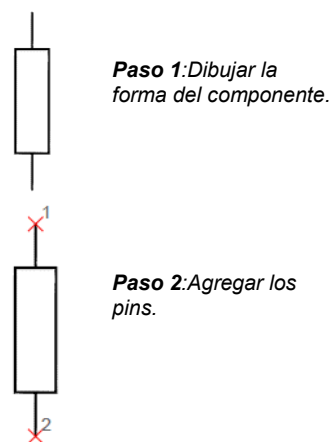 Paso 1:Dibujar la
forma del componente.
1
Paso 2:Agregar los
pins.
2